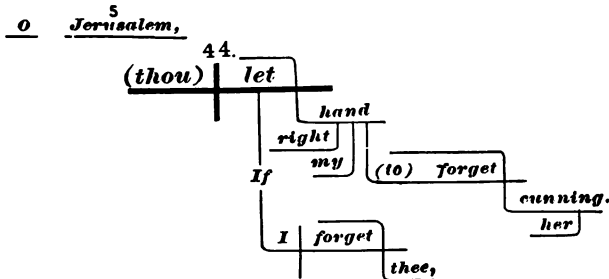 5
O Jerusalem,
44.
(thou) let
hand
right
my
(to) forget
If
cunning.
her
I forget
thee,